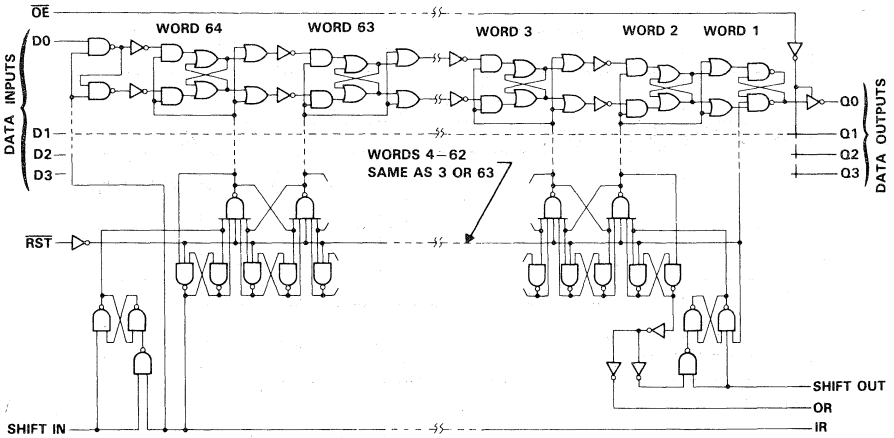 OE
WORD 64
WORD 63
WORD 3
WORD 2
WORD 1
DATA INPUTS
D0
D1
D2
D3
Q0
Q1
Q2
Q3
DATA OUTPUTS
WORDS 4–62
SAME AS 3 OR 63
RST
SHIFT OUT
OR
SHIFT IN
IR